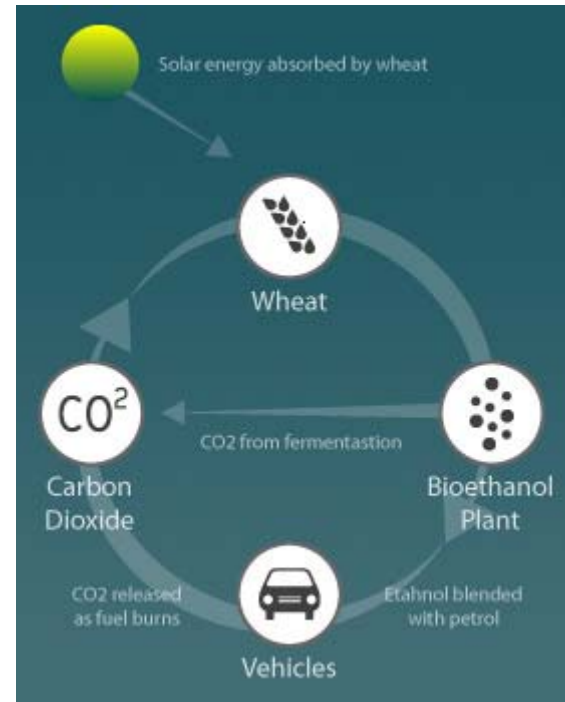 Solar energy absorbed by wheat
Wheat
CO²
CO2 from fermentastion
Carbon
Dioxide
Bioethanol
Plant
CO2 released
as fuel burns
Etahnol blended
with petrol
Vehicles